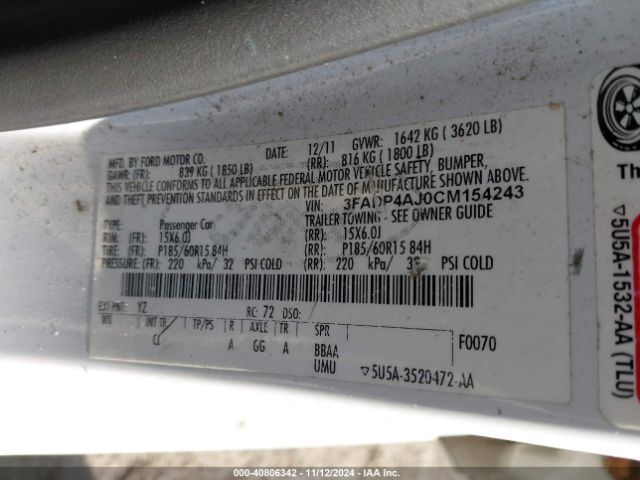 MFD. BY FORD MOTOR CO.
DATE: 12/11 GVWR: 1642 KG ( 3620 LB)
GAWR: (FR): 839 KG ( 1850 LB) (RR): 816 KG ( 1800 LB)
THIS VEHICLE CONFORMS TO ALL APPLICABLE FEDERAL MOTOR VEHICLE SAFETY, BUMPER,
AND THEFT PREVENTION STANDARDS IN EFFECT ON THE DATE OF MANUFACTURE SHOWN ABOVE.
VIN: 3FADP4AJ0CM154243
TYPE: Passenger Car TRAILER TOWING - SEE OWNER GUIDE
RIM: (FR): 15X6.0J (RR): 15X6.0J
TIRE: (FR): P185/60R15 84H (RR): P185/60R15 84H
PRESSURE: (FR): 220 kPa/ 32 PSI COLD (RR): 220 kPa/ PSI COLD
EXT PNT: YZ RC: 72 DSO:
INT TR TP/PS R AXLE TR SPR
A GG A BBAA
UMU
F0070
▽5U5A-3520472-AA
▽5U5A-1532-AA (TLU)
Th
000-40806342 - 11/12/2024 - IAA Inc.